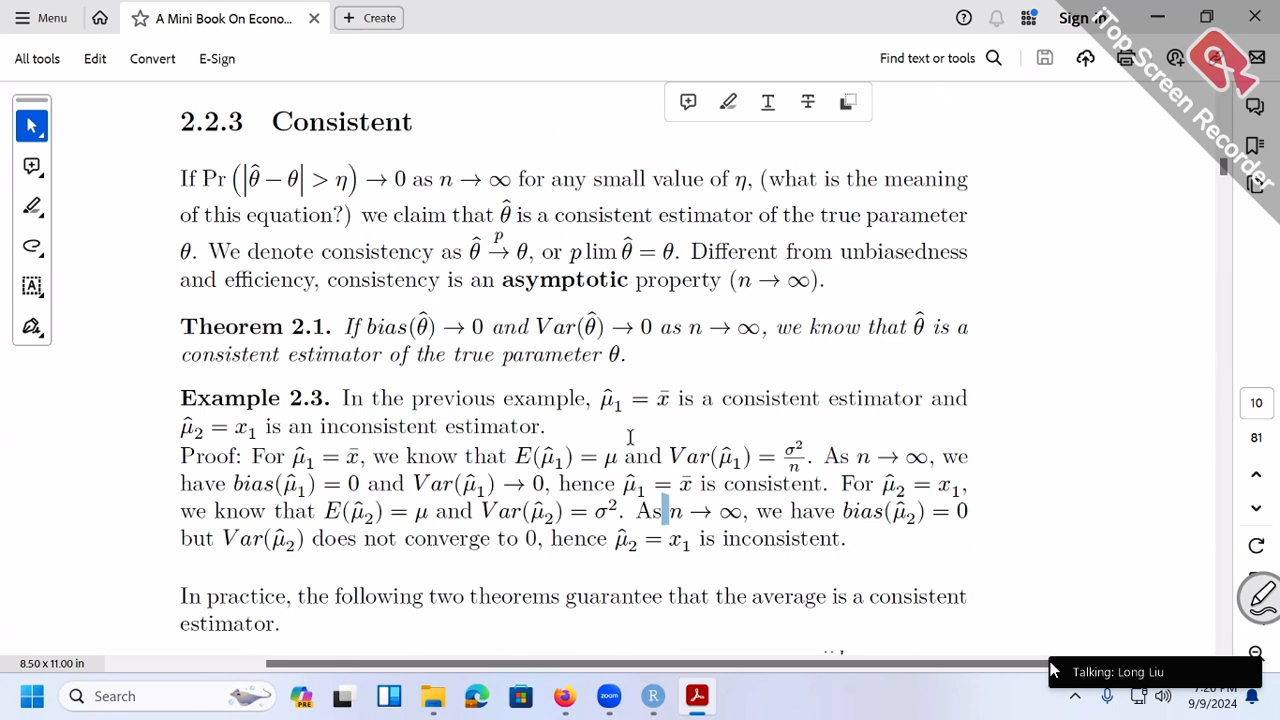 Menu
A Mini Book On Econo...
Create
Sign in
All tools
Edit
Convert
E-Sign
Find text or tools
iTop Screen Recorder
2.2.3 Consistent
If Pr (|θ̂ − θ| > η) → 0 as n → ∞ for any small value of η, (what is the meaning
of this equation?) we claim that θ̂ is a consistent estimator of the true parameter
θ. We denote consistency as θ̂ →ᵖ θ, or p lim θ̂ = θ. Different from unbiasedness
and efficiency, consistency is an asymptotic property (n → ∞).
Theorem 2.1. If bias(θ̂) → 0 and Var(θ̂) → 0 as n → ∞, we know that θ̂ is a
consistent estimator of the true parameter θ.
Example 2.3. In the previous example, μ̂₁ = x̄ is a consistent estimator and
μ̂₂ = x₁ is an inconsistent estimator.
Proof: For μ̂₁ = x̄, we know that E(μ̂₁) = μ and Var(μ̂₁) = σ²/n. As n → ∞, we
have bias(μ̂₁) = 0 and Var(μ̂₁) → 0, hence μ̂₁ = x̄ is consistent. For μ̂₂ = x₁,
we know that E(μ̂₂) = μ and Var(μ̂₂) = σ². As n → ∞, we have bias(μ̂₂) = 0
but Var(μ̂₂) does not converge to 0, hence μ̂₂ = x₁ is inconsistent.
In practice, the following two theorems guarantee that the average is a consistent
estimator.
10
81
8.50 x 11.00 in
Talking: Long Liu
Search
PRE
zoom
R
7:20 PM
9/9/2024